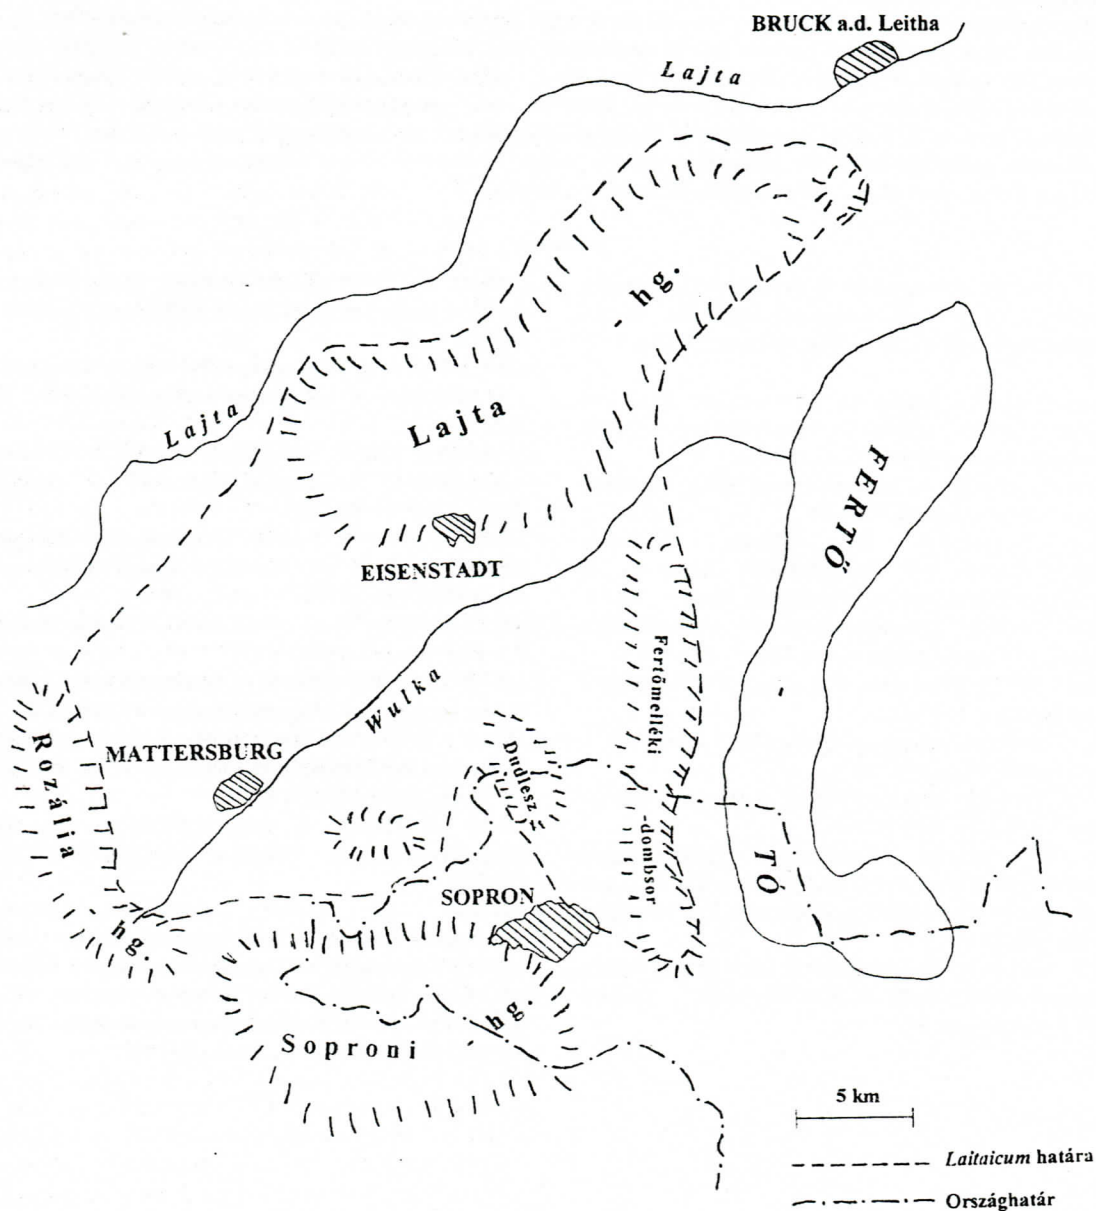 BRUCK a.d. Leitha
Lajta
- hg.
Lajta
Lajta
FERTŐ
EISENSTADT
Fertőmelléki
Wulka
Rozália
MATTERSBURG
Dudlesz
-dombsor
TÓ
SOPRON
- hg.
- hg.
Soproni
5 km
Laitaicum határa
Országhatár